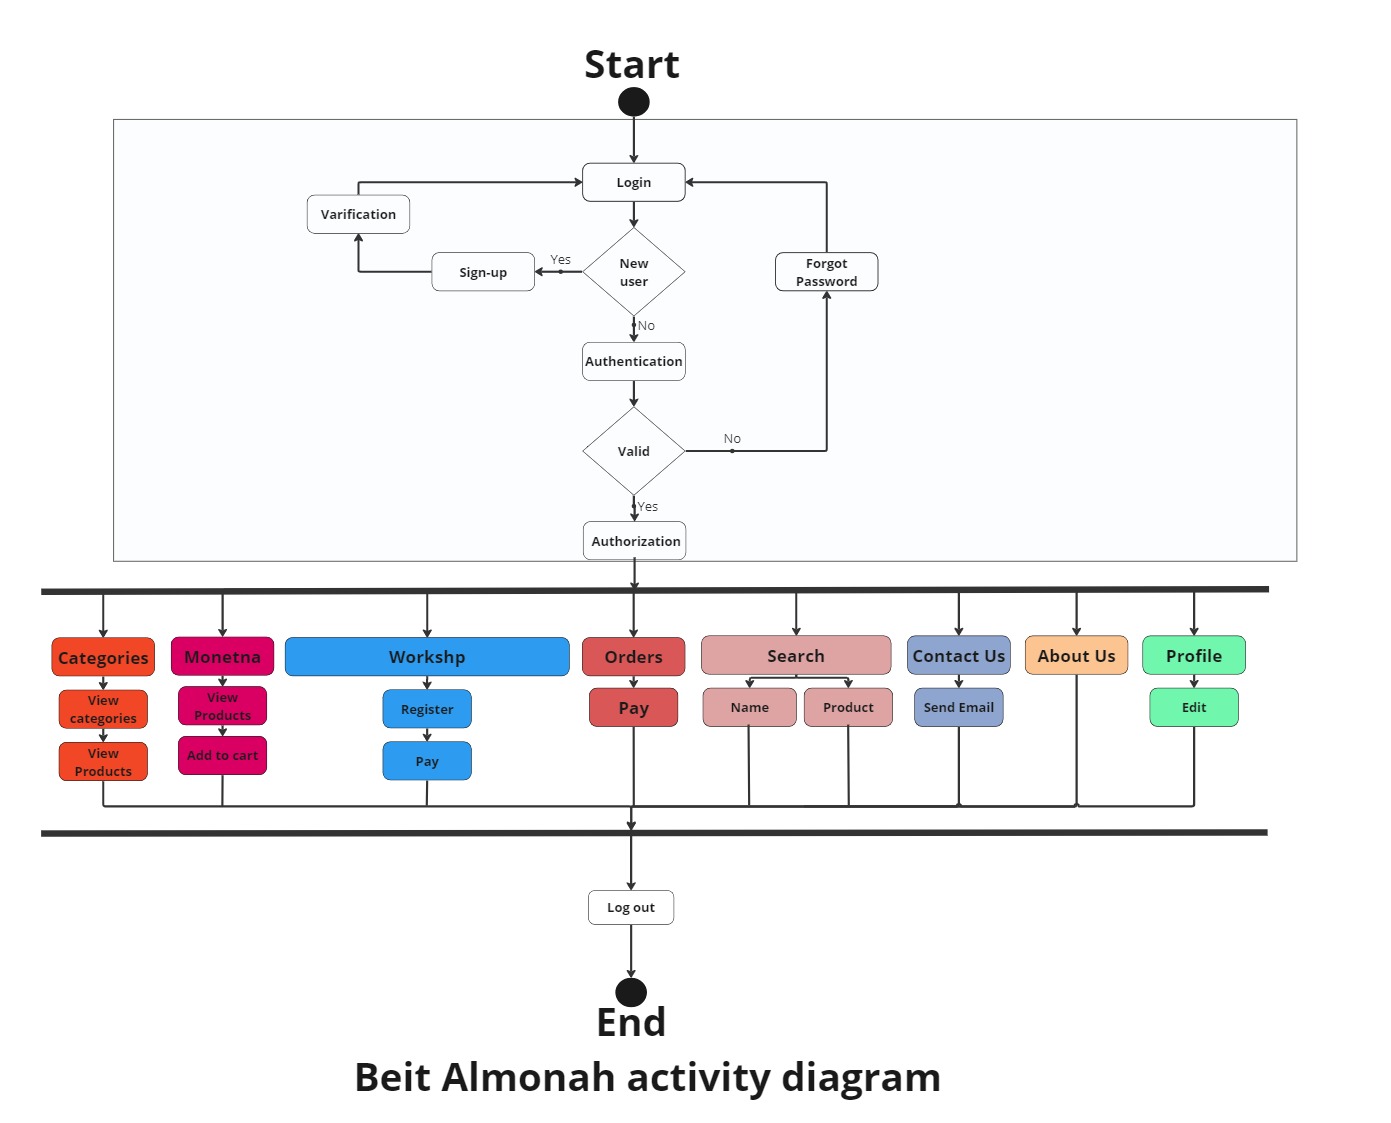 Start
Login
Varification
Yes
Sign-up
New
user
Forgot
Password
No
Authentication
No
Valid
Yes
Authorization
Categories
Monetna
Workshp
Orders
Search
Contact Us
About Us
Profile
View
categories
View
Products
Register
Pay
Name
Product
Send Email
Edit
View
Products
Add to cart
Pay
Log out
End
Beit Almonah activity diagram